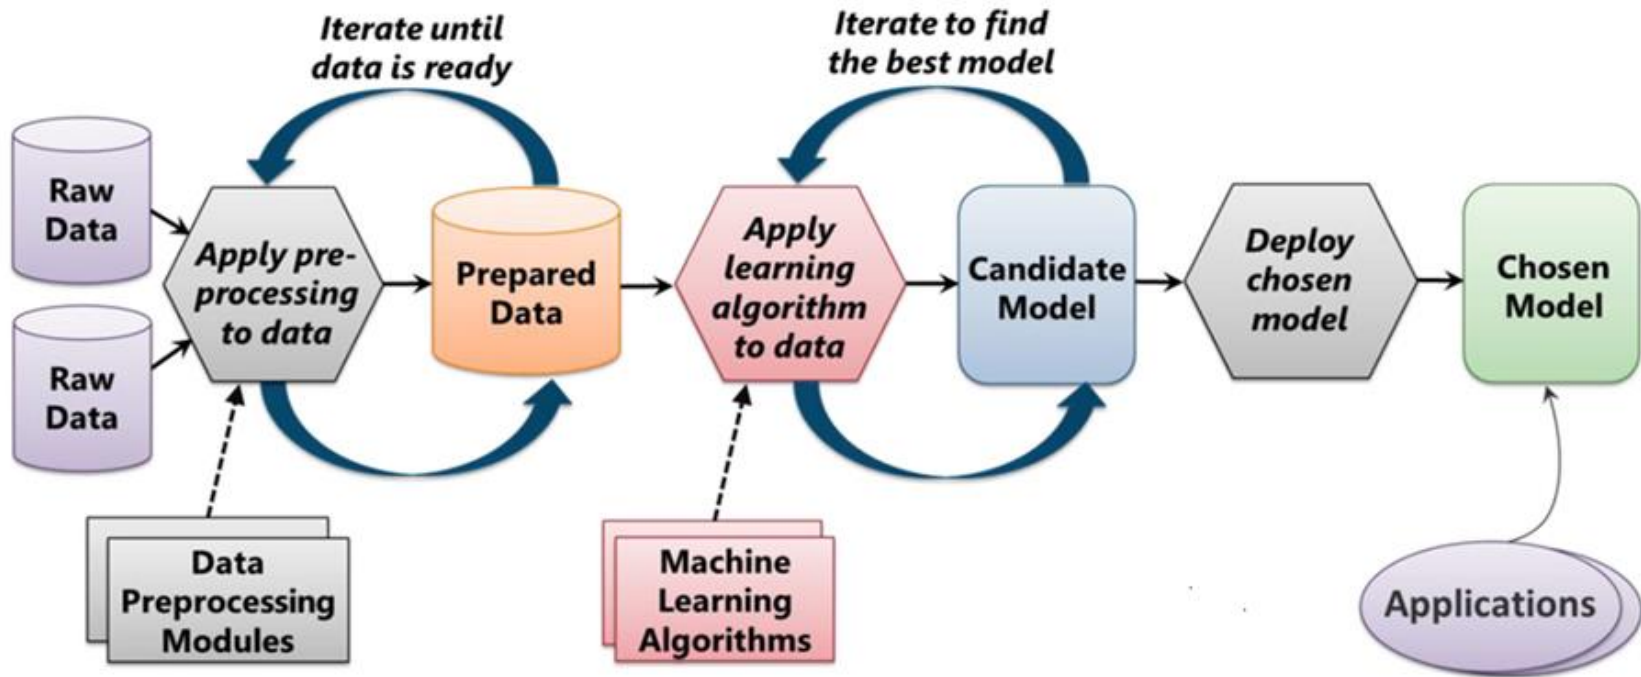 Iterate until
data is ready
Iterate to find
the best model
Raw
Data
Raw
Data
Apply pre-
processing
to data
Prepared
Data
Apply
learning
algorithm
to data
Candidate
Model
Deploy
chosen
model
Chosen
Model
Data
Preprocessing
Modules
Machine
Learning
Algorithms
Applications